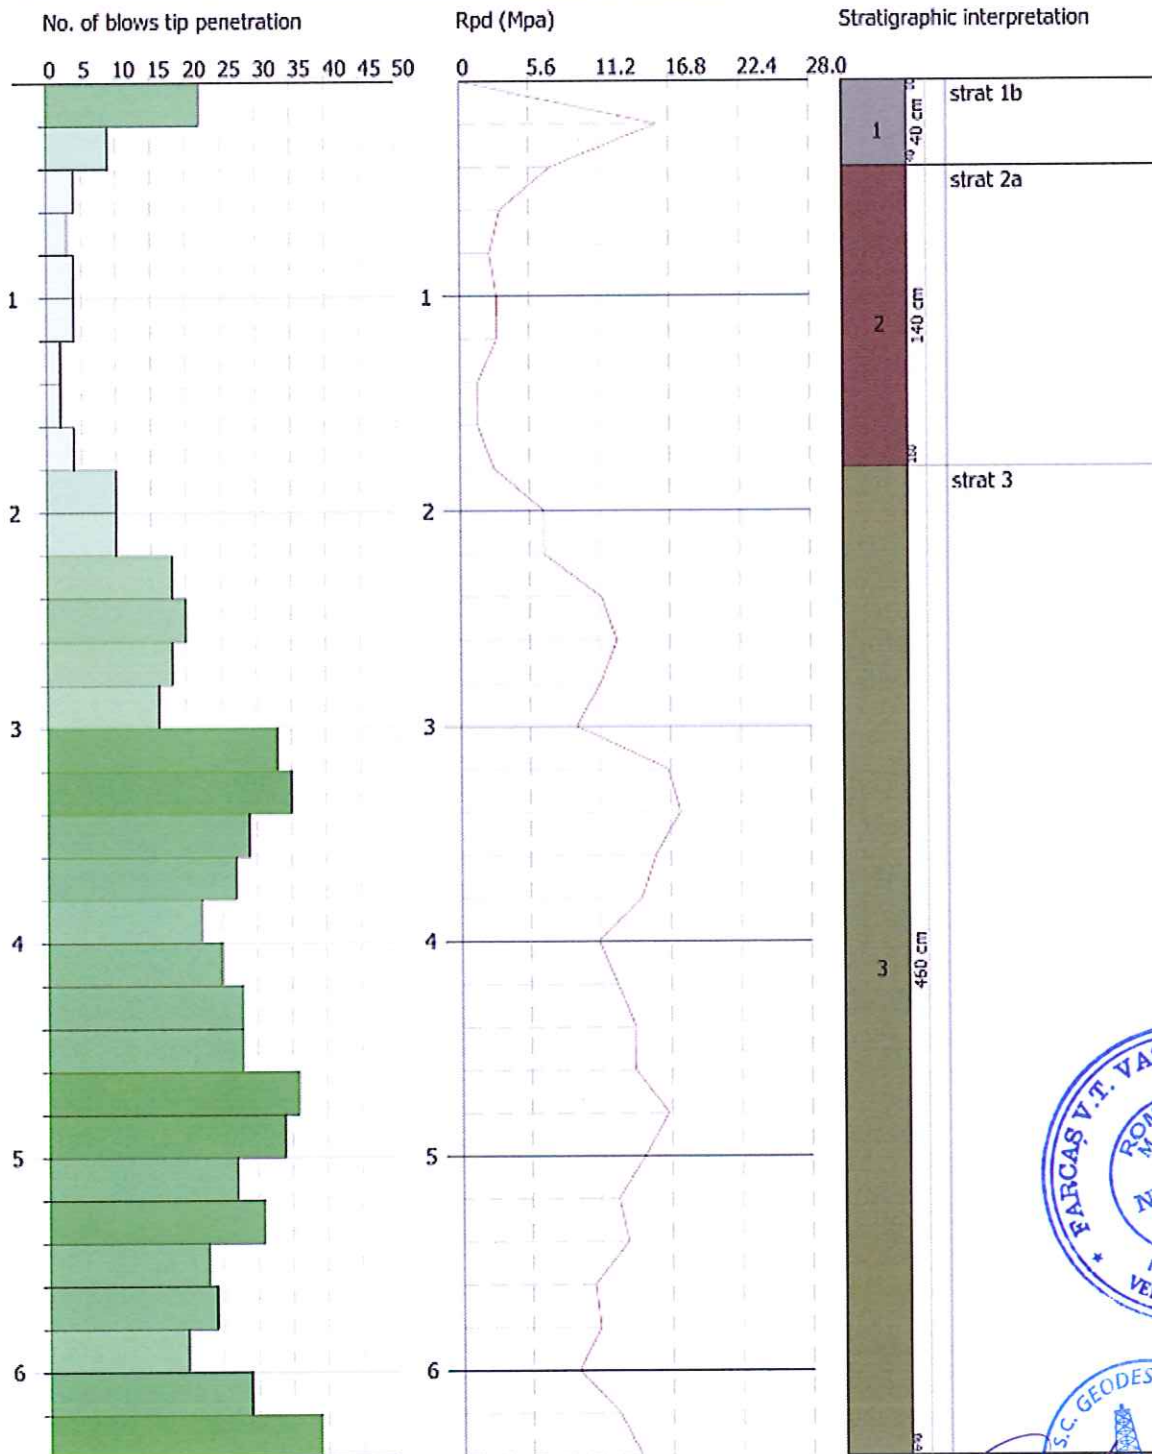 No. of blows tip penetration
0 5 10 15 20 25 30 35 40 45 50
1
2
3
4
5
6
Rpd (Mpa)
0 5.6 11.2 16.8 22.4 28.0
1
2
3
4
5
6
Stratigraphic interpretation
1
40 cm
strat 1b
2
140 cm
180
strat 2a
3
460 cm
strat 3
* FARCAȘ V.T. VAS
ROM
S.C. GEODES